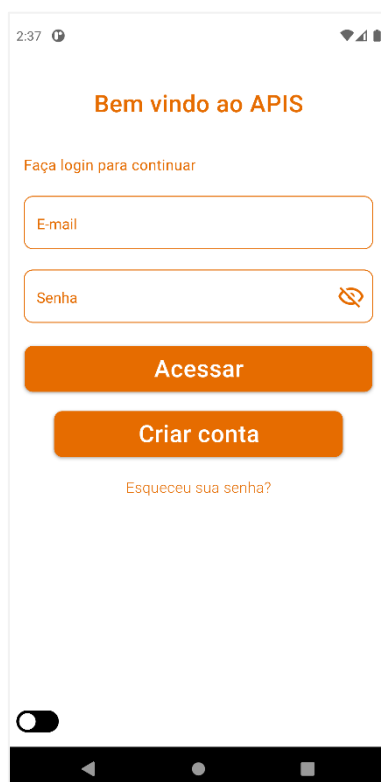 2:37
Bem vindo ao APIS
Faça login para continuar
E-mail
Senha
Acessar
Criar conta
Esqueceu sua senha?